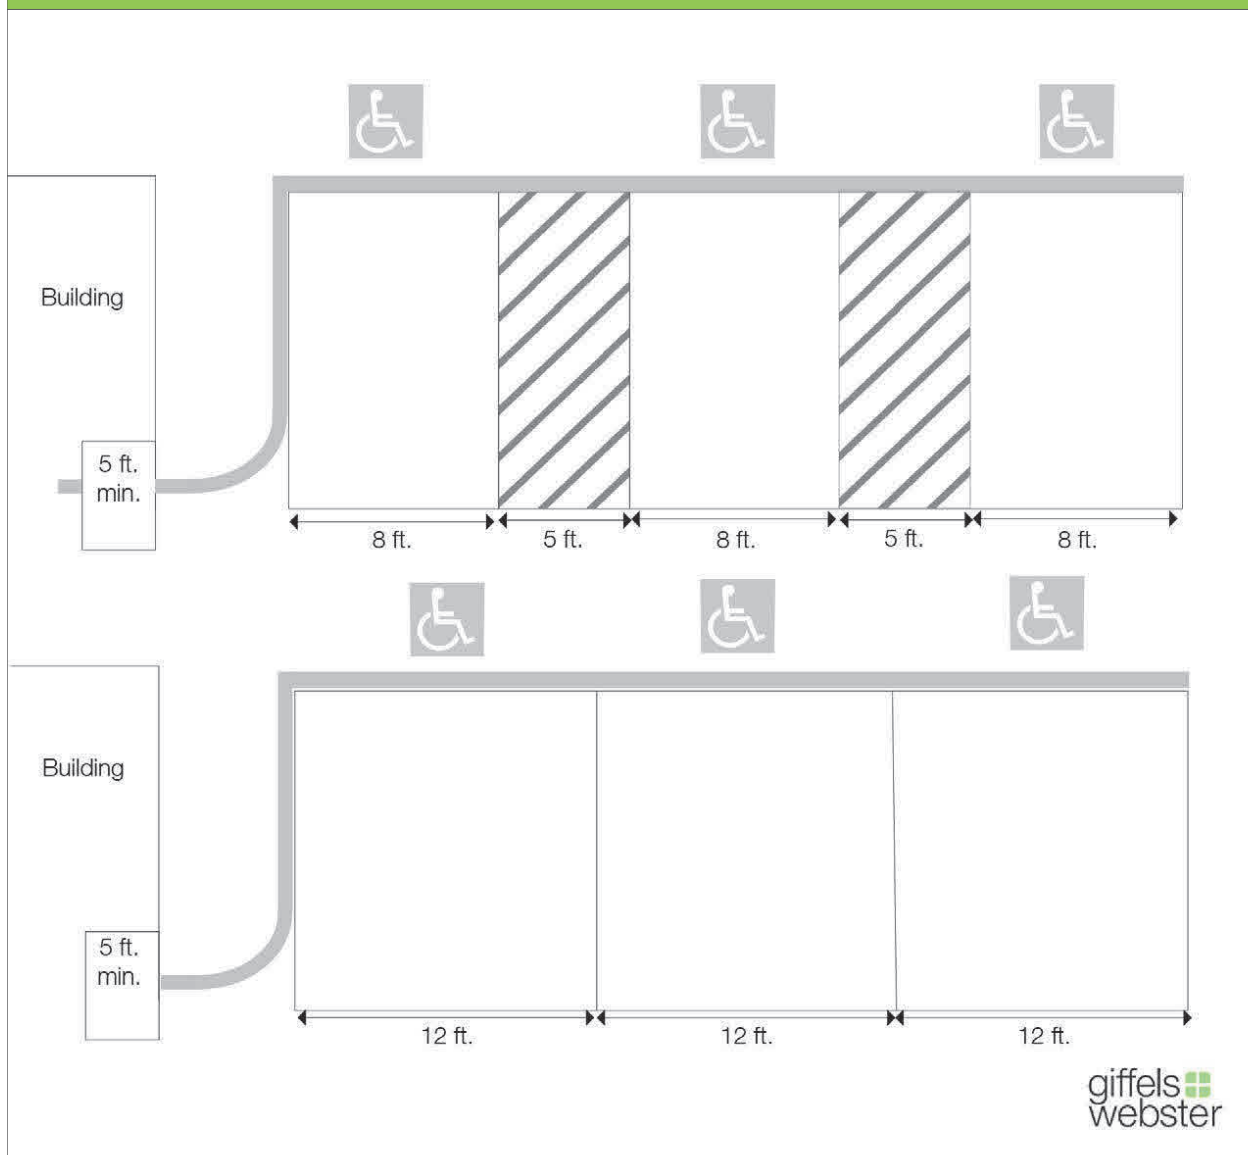 Building
5 ft.
min.
8 ft.
5 ft.
8 ft.
5 ft.
8 ft.
Building
5 ft.
min.
12 ft.
12 ft.
12 ft.
giffels
webster